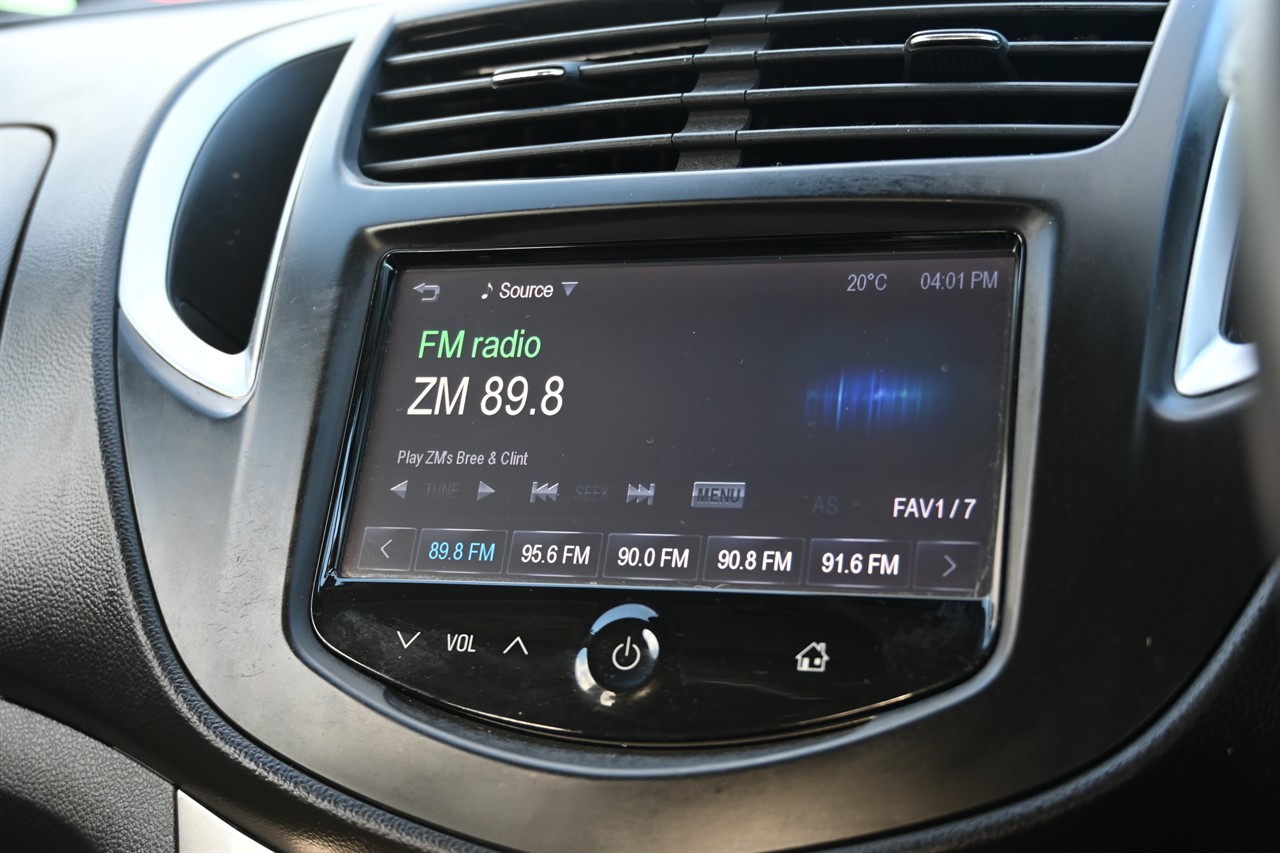 Source 20°C 04:01 PM
FM radio
ZM 89.8
Play ZM's Bree & Clint
TUNE SEEK MENU AS FAV1 / 7
89.8 FM 95.6 FM 90.0 FM 90.8 FM 91.6 FM
VOL